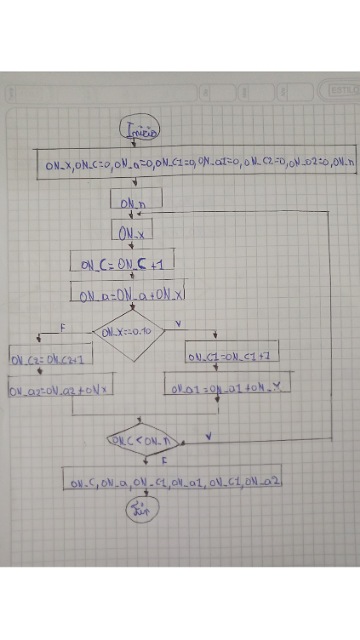 ESTILO
Inicio
ON_X, ON_C=0, ON_a=0, ON_C1=0, ON_a1=0, ON_C2=0, ON_a2=0, ON_n
ON_n
ON_X
ON_C=ON_C+1
ON_a=ON_a+ON_X
F
ON_X==0.10
V
ON_C2=ON_C2+1
ON_C1=ON_C1+1
ON_a2=ON_a2+ONX
ON_a1=ON_a1+ON_X
ON_C<ON_n
V
F
ON_C, ON_a, ON_C1, ON_a1, ON_C1, ON_a2
Fin